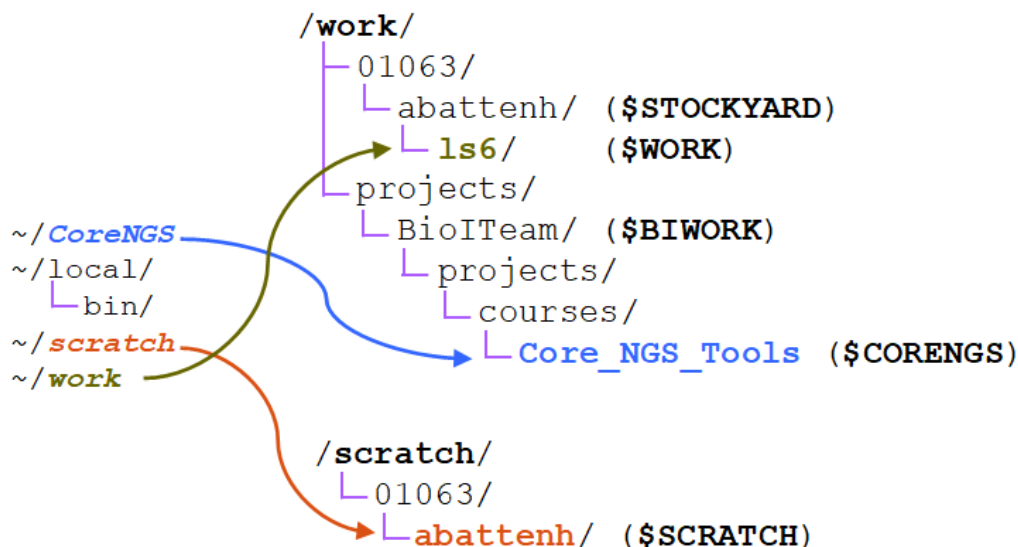 /work/
01063/
abattenh/ ($STOCKYARD)
ls6/ ($WORK)
projects/
BioITeam/ ($BIWORK)
projects/
courses/
Core_NGS_Tools ($CORENGS)
~/CoreNGS
~/local/
bin/
~/scratch
~/work
/scratch/
01063/
abattenh/ ($SCRATCH)